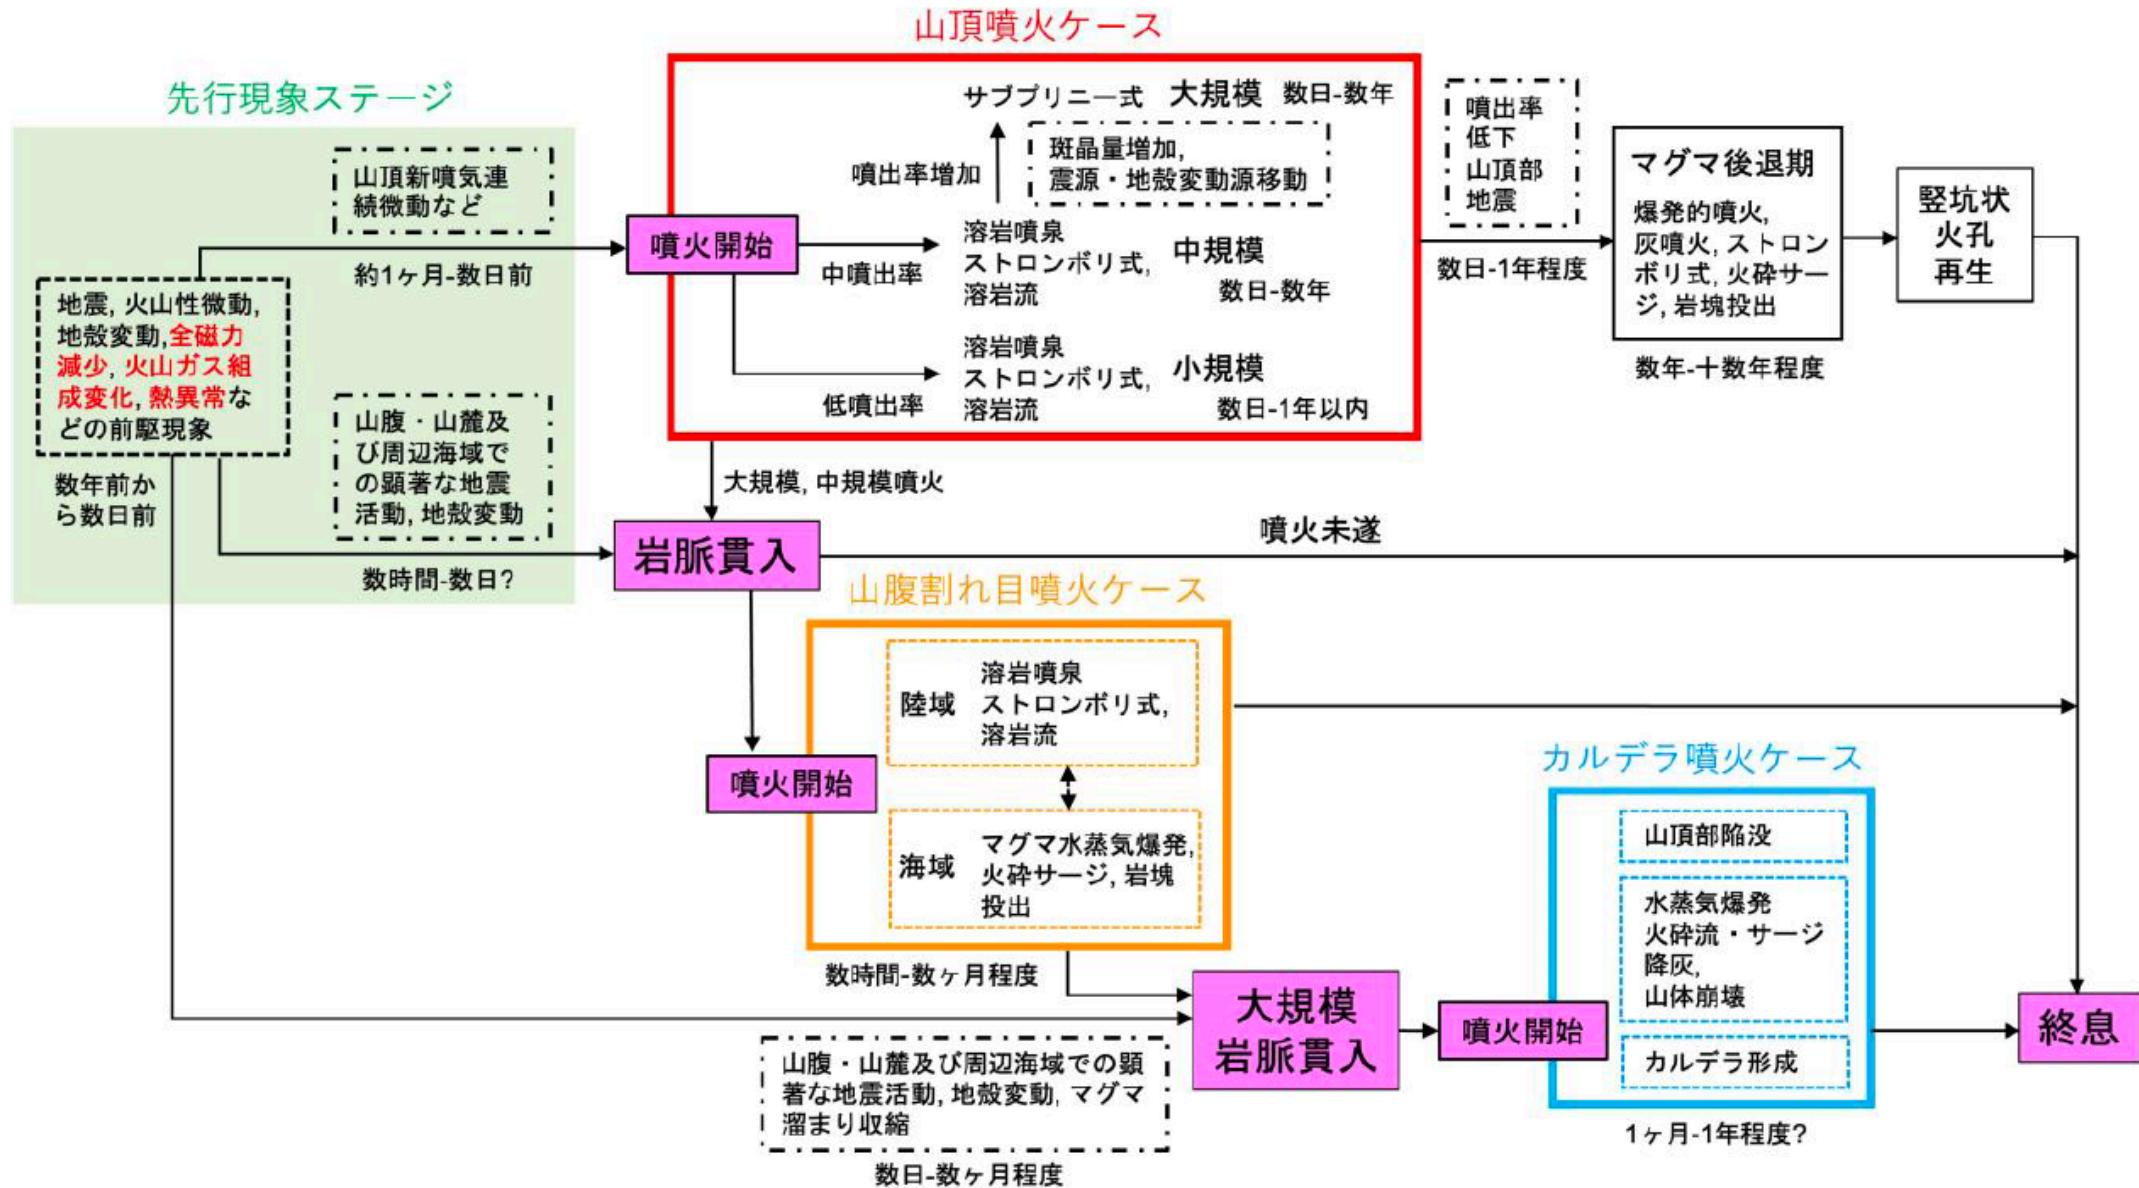 山頂噴火ケース
先行現象ステージ
山頂新噴気連
続微動など
約1ヶ月-数日前
地震, 火山性微動,
地殻変動,全磁力
減少, 火山ガス組
成変化, 熱異常な
どの前駆現象
数年前か
ら数日前
山腹・山麓及
び周辺海域で
の顕著な地震
活動, 地殻変動
数時間-数日?
噴火開始
サブプリニー式 大規模 数日-数年
噴出率増加
斑晶量増加,
震源・地殻変動源移動
中噴出率
溶岩噴泉
ストロンボリ式,
溶岩流
中規模
数日-数年
低噴出率
溶岩噴泉
ストロンボリ式,
溶岩流
小規模
数日-1年以内
噴出率
低下
山頂部
地震
数日-1年程度
マグマ後退期
爆発的噴火,
灰噴火, ストロン
ボリ式, 火砕サー
ジ, 岩塊投出
数年-十数年程度
竪坑状
火孔
再生
大規模, 中規模噴火
岩脈貫入
噴火未遂
山腹割れ目噴火ケース
噴火開始
陸域
溶岩噴泉
ストロンボリ式,
溶岩流
海域
マグマ水蒸気爆発,
火砕サージ, 岩塊
投出
数時間-数ヶ月程度
大規模
岩脈貫入
山腹・山麓及び周辺海域での顕
著な地震活動, 地殻変動, マグマ
溜まり収縮
数日-数ヶ月程度
カルデラ噴火ケース
噴火開始
山頂部陥没
水蒸気爆発
火砕流・サージ
降灰,
山体崩壊
カルデラ形成
1ヶ月-1年程度?
終息